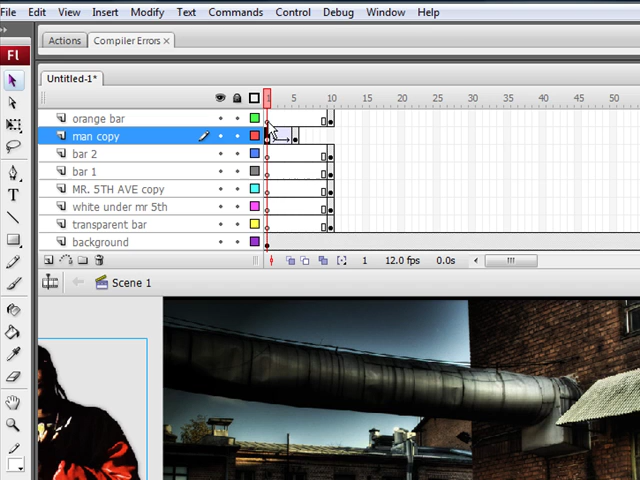 File Edit View Insert Modify Text Commands Control Debug Window Help
Actions Compiler Errors ×
Fl
Untitled-1*
1 5 10 15 20 25 30 35 40 45 50
orange bar
man copy
bar 2
bar 1
MR. 5TH AVE copy
white under mr 5th
transparent bar
background
1 12.0 fps 0.0s
Scene 1
T